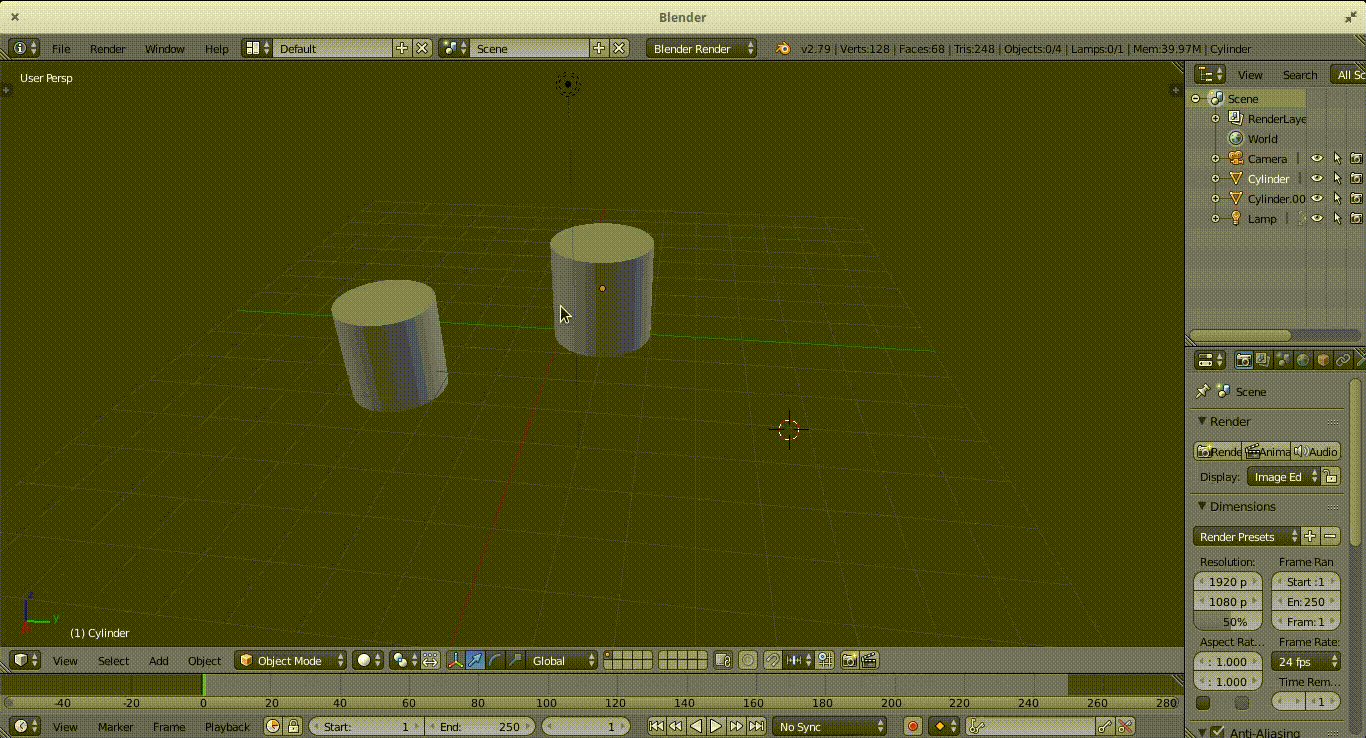 Blender
File Render Window Help Default Scene Blender Render v2.79 | Verts:128 | Faces:68 | Tris:248 | Objects:0/4 | Lamps:0/1 | Mem:39.97M | Cylinder
User Persp
View Search All Sc
Scene
RenderLaye
World
Camera
Cylinder
Cylinder.00
Lamp
Scene
Render
Rende Anima Audio
Display: Image Ed
Dimensions
Render Presets
Resolution: Frame Ran
1920 p Start :1
1080 p En: 250
50% Fram: 1
Aspect Rat... Frame Rate:
: 1.000 24 fps
: 1.000 Time Rem...
1
Anti-Aliasing
z
y
(1) Cylinder
View Select Add Object Object Mode Global
-40 -20 0 20 40 60 80 100 120 140 160 180 200 220 240 260 280
View Marker Frame Playback Start: 1 End: 250 1 No Sync